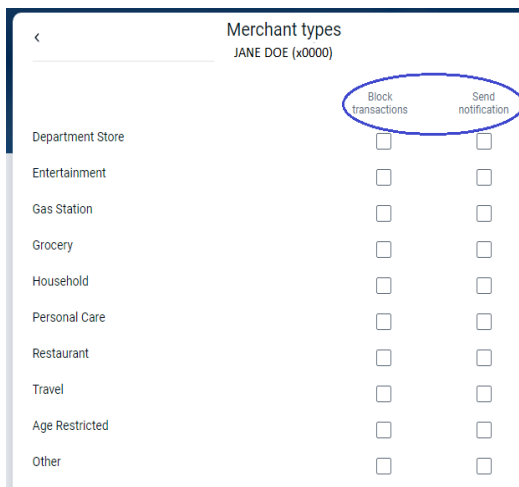 Merchant types
JANE DOE (x0000)
Block transactions
Send notification
Department Store
Entertainment
Gas Station
Grocery
Household
Personal Care
Restaurant
Travel
Age Restricted
Other